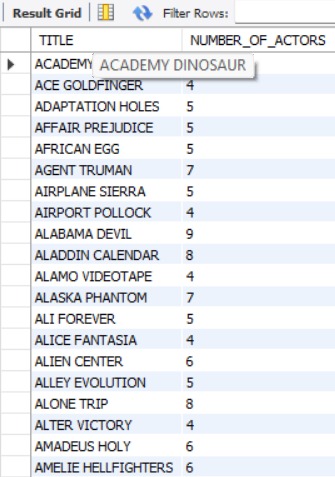 Result Grid Filter Rows:
TITLE NUMBER_OF_ACTORS
ACADEMY ACADEMY DINOSAUR
ACE GOLDFINGER 4
ADAPTATION HOLES 5
AFFAIR PREJUDICE 5
AFRICAN EGG 5
AGENT TRUMAN 7
AIRPLANE SIERRA 5
AIRPORT POLLOCK 4
ALABAMA DEVIL 9
ALADDIN CALENDAR 8
ALAMO VIDEOTAPE 4
ALASKA PHANTOM 7
ALI FOREVER 5
ALICE FANTASIA 4
ALIEN CENTER 6
ALLEY EVOLUTION 5
ALONE TRIP 8
ALTER VICTORY 4
AMADEUS HOLY 6
AMELIE HELLFIGHTERS 6